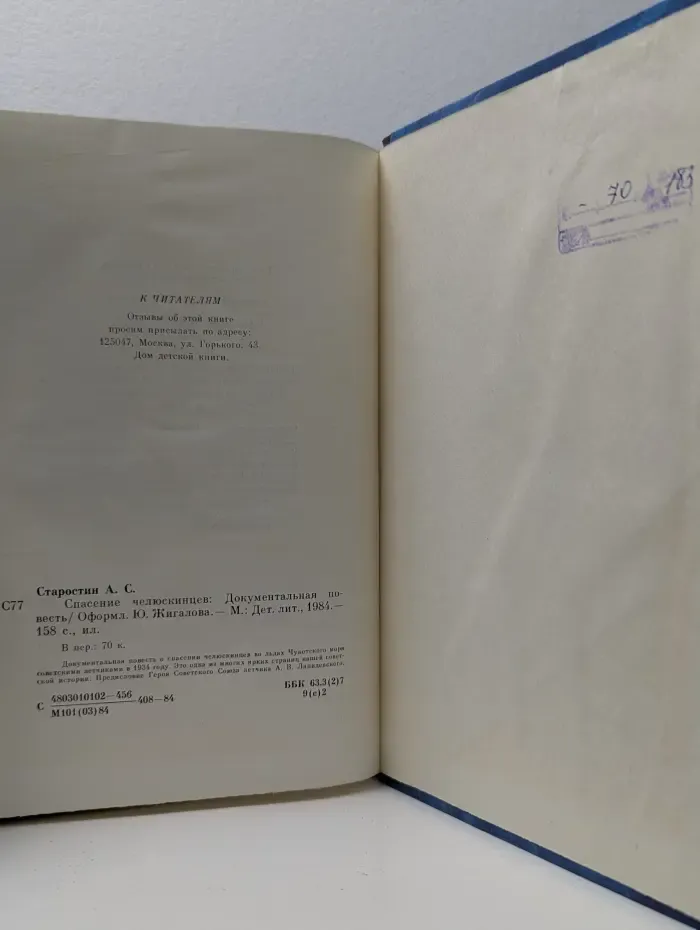 К ЧИТАТЕЛЯМ
Отзывы об этой книге
просим присылать по адресу:
125047, Москва, ул. Горького, 43.
Дом детской книги.
Старостин А. С.
С77 Спасение челюскинцев: Документальная по-
весть/ Оформл. Ю. Жигалова.— М.: Дет. лит., 1984.—
158 с., ил.
В пер.: 70 к.
Документальная повесть о спасении челюскинцев во льдах Чукотского моря
советскими летчиками в 1934 году. Это одна из многих ярких страниц нашей совет-
ской истории. Предисловие Героя Советского Союза летчика А. В. Ляпидевского.
С 4803010102—456 408—84
М101(03)84
ББК 63.3(2)7
9(с)2
- 70